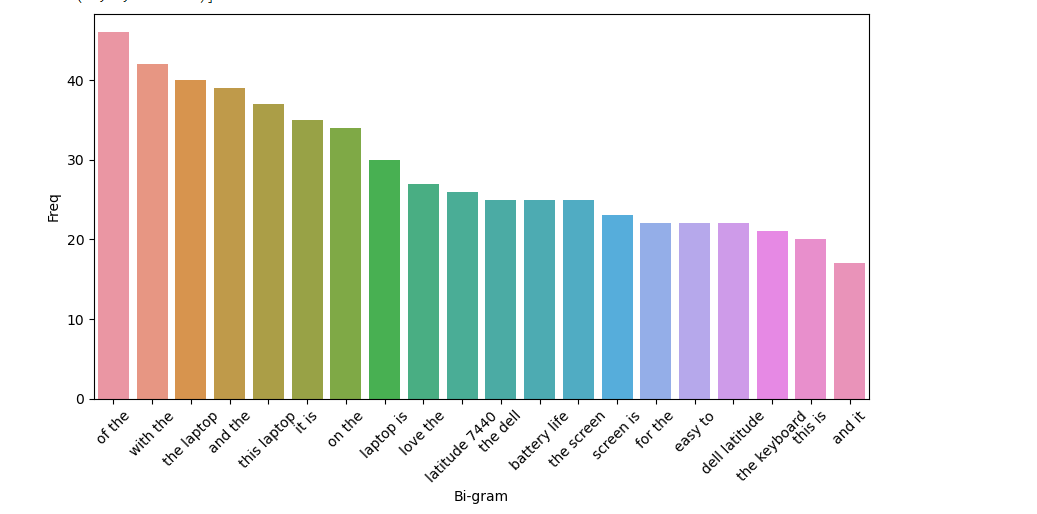 40
30
20
10
0
Freq
of the
with the
the laptop
and the
this laptop
it is
on the
laptop is
love the
latitude 7440
the dell
battery life
the screen
screen is
for the
easy to
dell latitude
the keyboard
this is
and it
Bi-gram